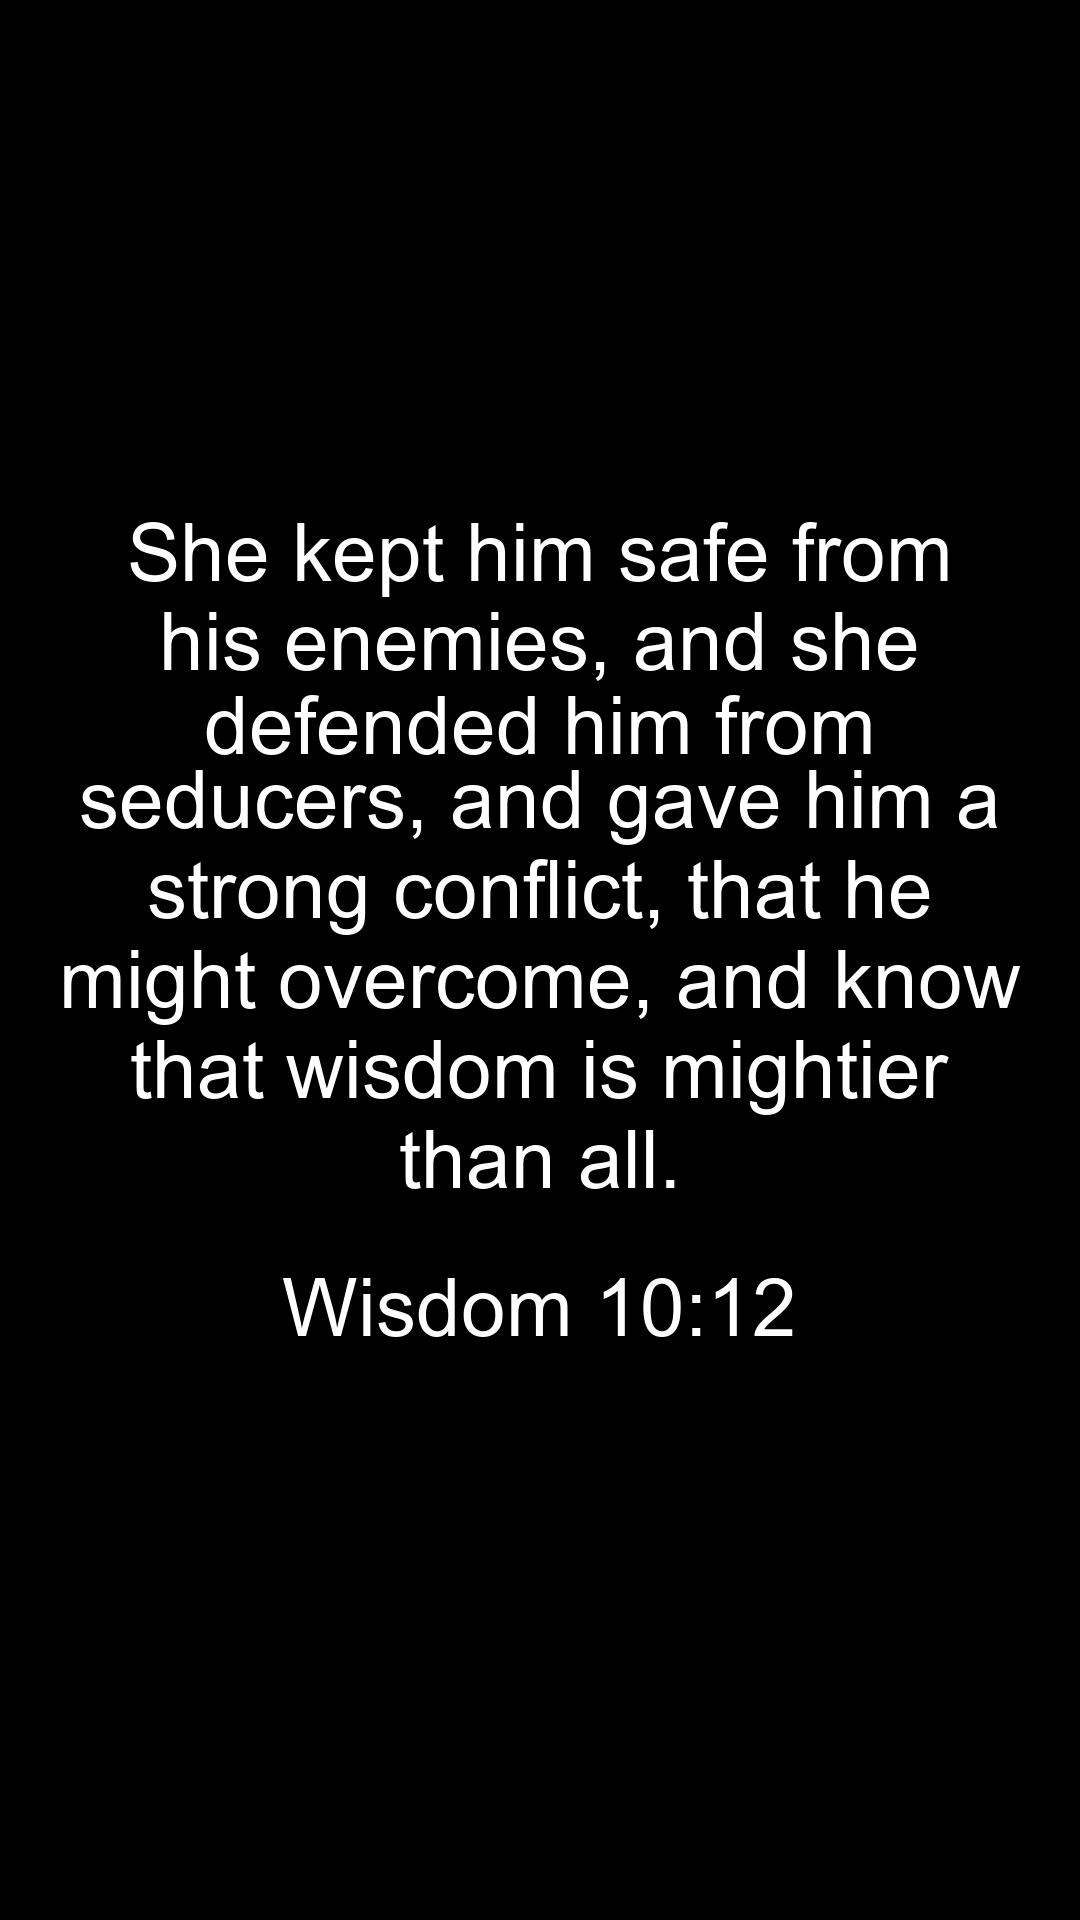 She kept him safe from
his enemies, and she
defended him from
seducers, and gave him a
strong conflict, that he
might overcome, and know
that wisdom is mightier
than all.
Wisdom 10:12